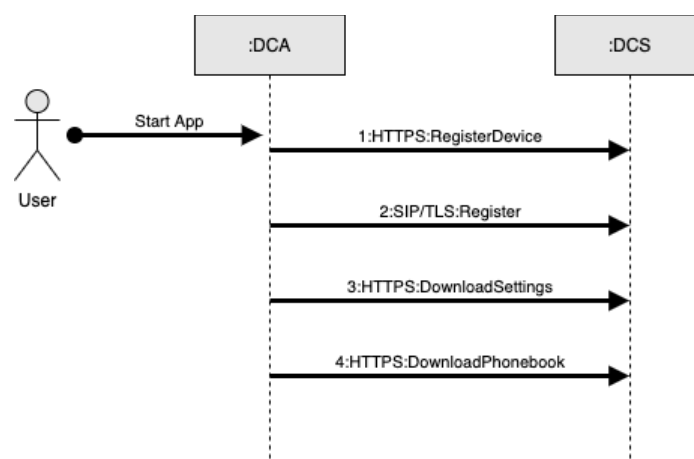 :DCA
:DCS
Start App
1:HTTPS:RegisterDevice
User
2:SIP/TLS:Register
3:HTTPS:DownloadSettings
4:HTTPS:DownloadPhonebook